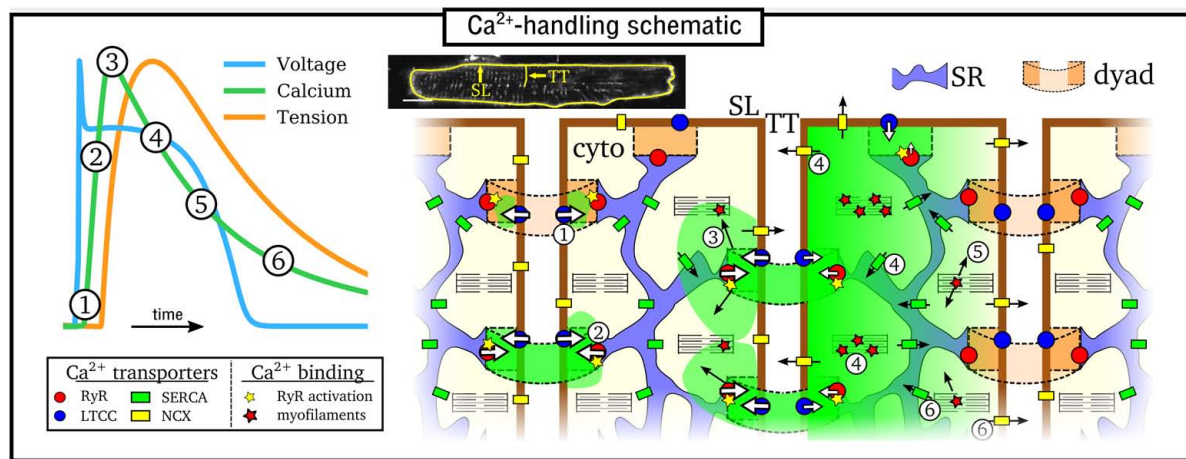 Ca²⁺-handling schematic
Voltage
Calcium
Tension
1
2
3
4
5
6
time
Ca²⁺ transporters
RyR
SERCA
LTCC
NCX
Ca²⁺ binding
RyR activation
myofilaments
SL
TT
SR
dyad
SL
TT
cyto
1
2
3
4
4
4
5
6
6